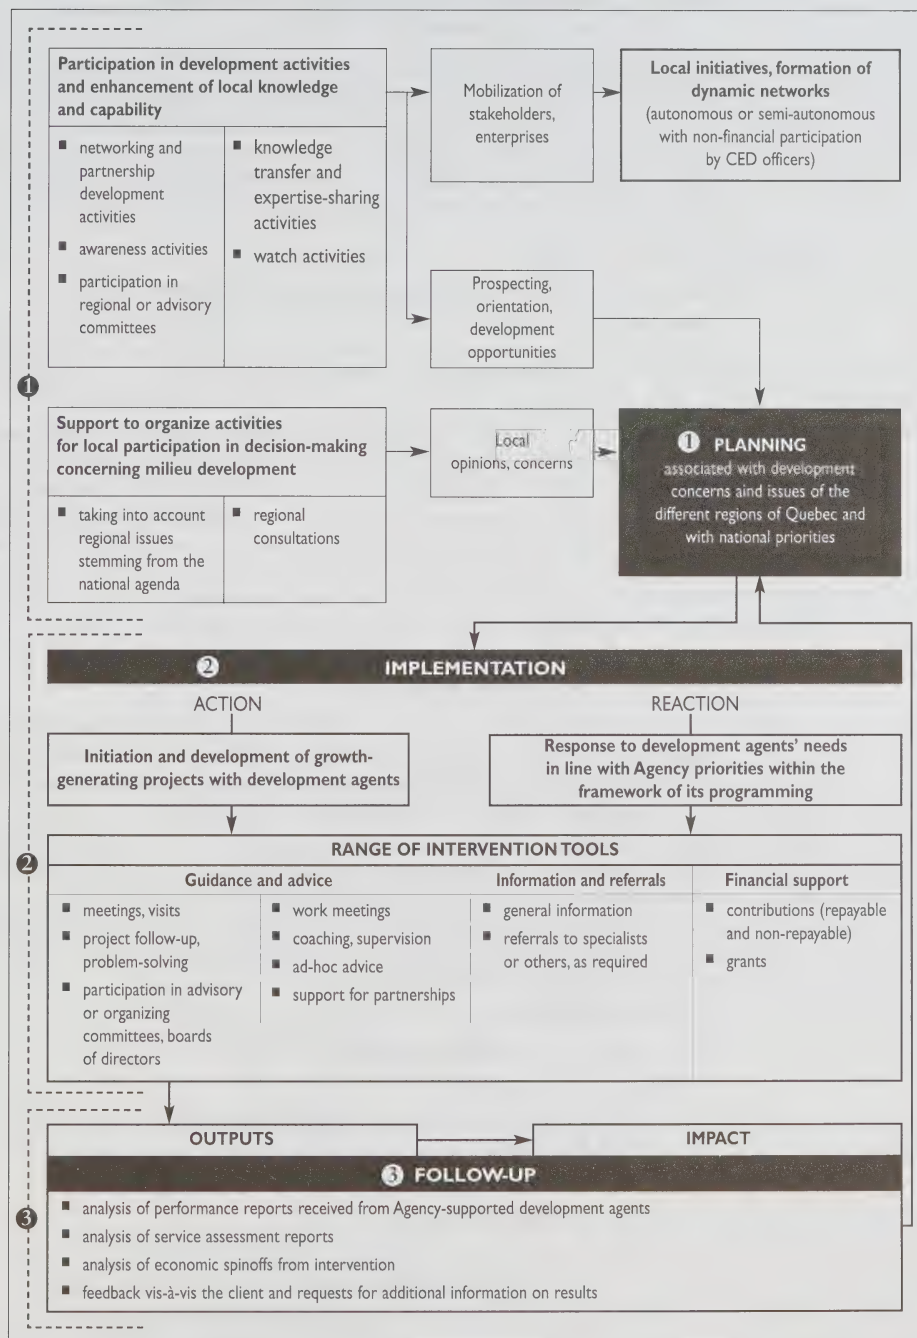 Participation in development activities
and enhancement of local knowledge
and capability
■ networking and
partnership
development
activities
■ awareness activities
■ participation in
regional or advisory
committees
■ knowledge
transfer and
expertise-sharing
activities
■ watch activities
Mobilization of
stakeholders,
enterprises
Local initiatives, formation of
dynamic networks
(autonomous or semi-autonomous
with non-financial participation
by CED officers)
Prospecting,
orientation,
development
opportunities
1
Support to organize activities
for local participation in decision-making
concerning milieu development
■ taking into account
regional issues
stemming from the
national agenda
■ regional
consultations
Local
opinions, concerns
1 PLANNING
associated with development
concerns aind issues of the
different regions of Quebec and
with national priorities
2 IMPLEMENTATION
ACTION
REACTION
Initiation and development of growth-
generating projects with development agents
Response to development agents' needs
in line with Agency priorities within the
framework of its programming
2
RANGE OF INTERVENTION TOOLS
Guidance and advice
■ meetings, visits
■ project follow-up,
problem-solving
■ participation in advisory
or organizing
committees, boards
of directors
■ work meetings
■ coaching, supervision
■ ad-hoc advice
■ support for partnerships
Information and referrals
■ general information
■ referrals to specialists
or others, as required
Financial support
■ contributions (repayable
and non-repayable)
■ grants
OUTPUTS
IMPACT
3 FOLLOW-UP
3
■ analysis of performance reports received from Agency-supported development agents
■ analysis of service assessment reports
■ analysis of economic spinoffs from intervention
■ feedback vis-à-vis the client and requests for additional information on results